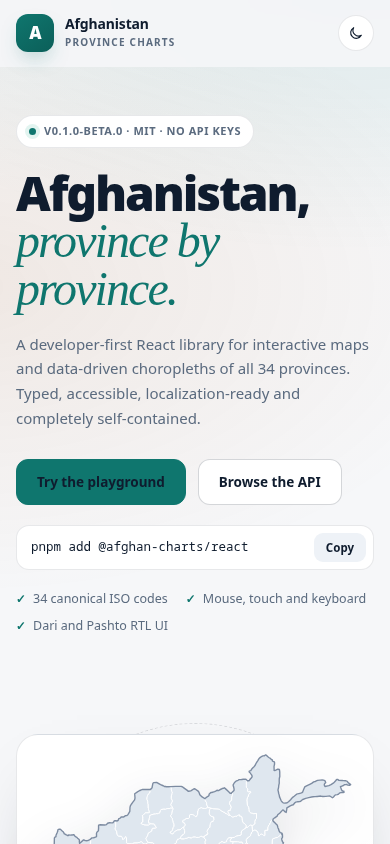 A
Afghanistan
PROVINCE CHARTS
V0.1.0-BETA.0 · MIT · NO API KEYS
Afghanistan,
province by
province.
A developer-first React library for interactive maps
and data-driven choropleths of all 34 provinces.
Typed, accessible, localization-ready and
completely self-contained.
Try the playground
Browse the API
pnpm add @afghan-charts/react
Copy
✓ 34 canonical ISO codes
✓ Mouse, touch and keyboard
✓ Dari and Pashto RTL UI